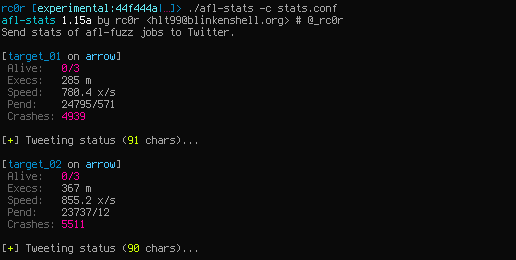 rc0r [experimental:44f444a|…]> ./afl-stats -c stats.conf
afl-stats 1.15a by rc0r <hlt99@blinkenshell.org> # @_rc0r
Send stats of afl-fuzz jobs to Twitter.
[target_01 on arrow]
Alive: 0/3
Execs: 285 m
Speed: 780.4 x/s
Pend: 24795/571
Crashes: 4939
[+] Tweeting status (91 chars)...
[target_02 on arrow]
Alive: 0/3
Execs: 367 m
Speed: 855.2 x/s
Pend: 23737/12
Crashes: 5511
[+] Tweeting status (90 chars)...